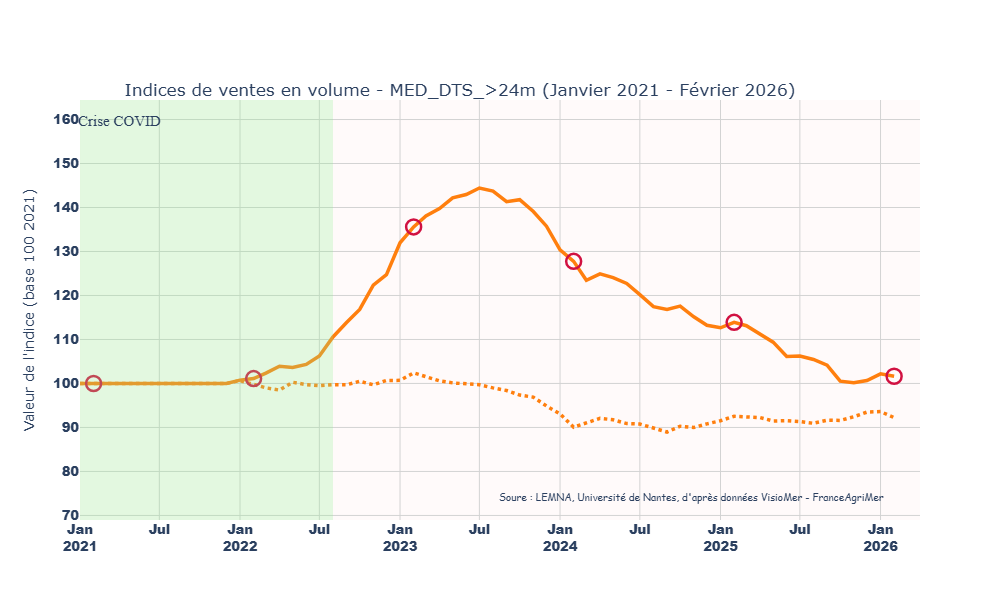 Indices de ventes en volume - MED_DTS_>24m (Janvier 2021 - Février 2026)
Crise COVID
Valeur de l'indice (base 100 2021)
160
150
140
130
120
110
100
90
80
70
Soure : LEMNA, Université de Nantes, d'après données VisioMer - FranceAgriMer
Jan Jul Jan Jul Jan Jul Jan Jul Jan Jul Jan
2021 2022 2023 2024 2025 2026